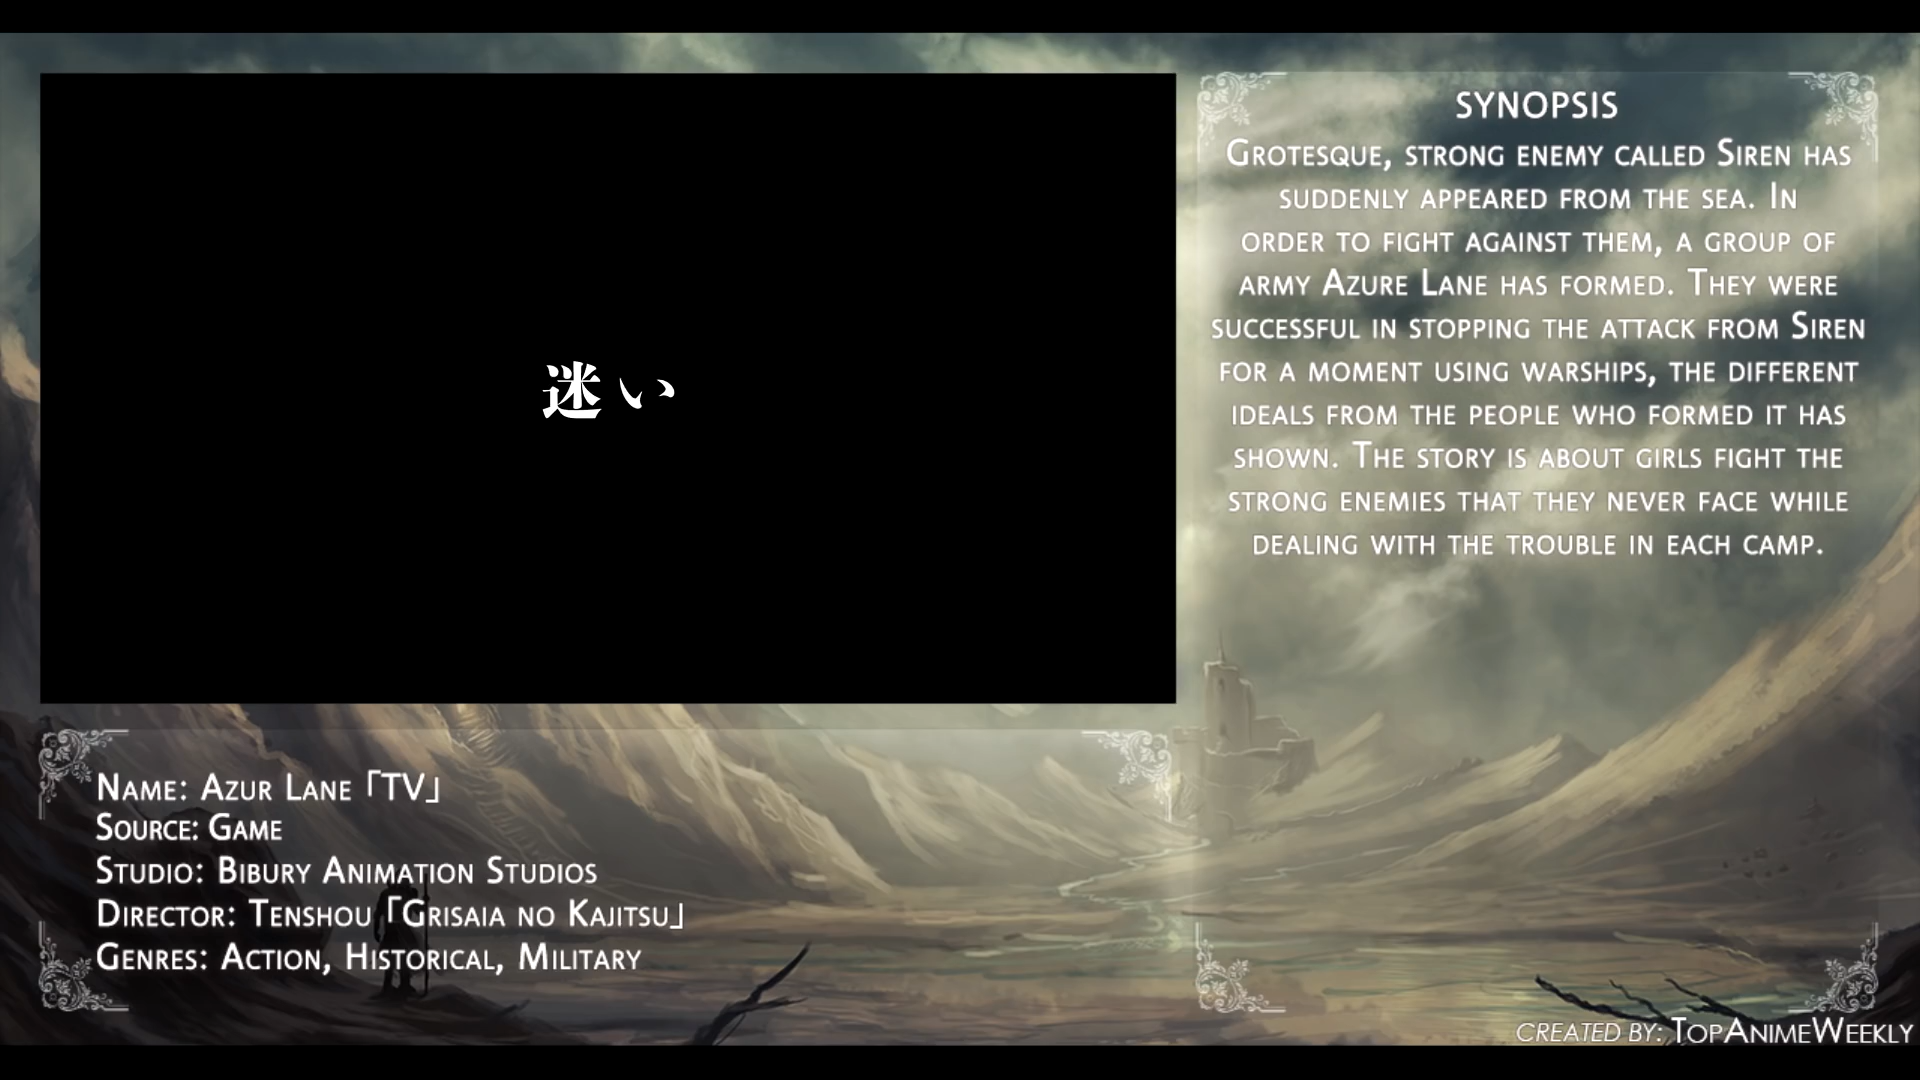 迷い
SYNOPSIS
GROTESQUE, STRONG ENEMY CALLED SIREN HAS
SUDDENLY APPEARED FROM THE SEA. IN
ORDER TO FIGHT AGAINST THEM, A GROUP OF
ARMY AZURE LANE HAS FORMED. THEY WERE
SUCCESSFUL IN STOPPING THE ATTACK FROM SIREN
FOR A MOMENT USING WARSHIPS, THE DIFFERENT
IDEALS FROM THE PEOPLE WHO FORMED IT HAS
SHOWN. THE STORY IS ABOUT GIRLS FIGHT THE
STRONG ENEMIES THAT THEY NEVER FACE WHILE
DEALING WITH THE TROUBLE IN EACH CAMP.
NAME: AZUR LANE「TV」
SOURCE: GAME
STUDIO: BIBURY ANIMATION STUDIOS
DIRECTOR: TENSHOU「GRISAIA NO KAJITSU」
GENRES: ACTION, HISTORICAL, MILITARY
CREATED BY: TOPANIMEWEEKLY